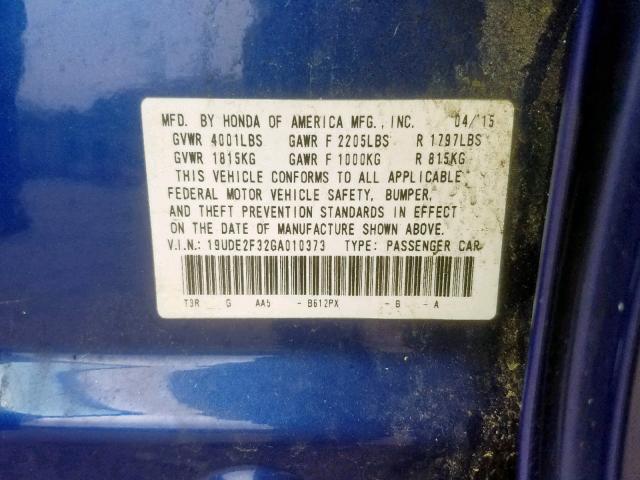 MFD. BY HONDA OF AMERICA MFG., INC. 04/15
GVWR 4001LBS GAWR F 2205LBS R 1797LBS
GVWR 1815KG GAWR F 1000KG R 815KG
THIS VEHICLE CONFORMS TO ALL APPLICABLE
FEDERAL MOTOR VEHICLE SAFETY, BUMPER,
AND THEFT PREVENTION STANDARDS IN EFFECT
ON THE DATE OF MANUFACTURE SHOWN ABOVE.
V.I.N.: 19UDE2F32GA010373 TYPE: PASSENGER CAR
T3R G AA5 - B612PX - B - A